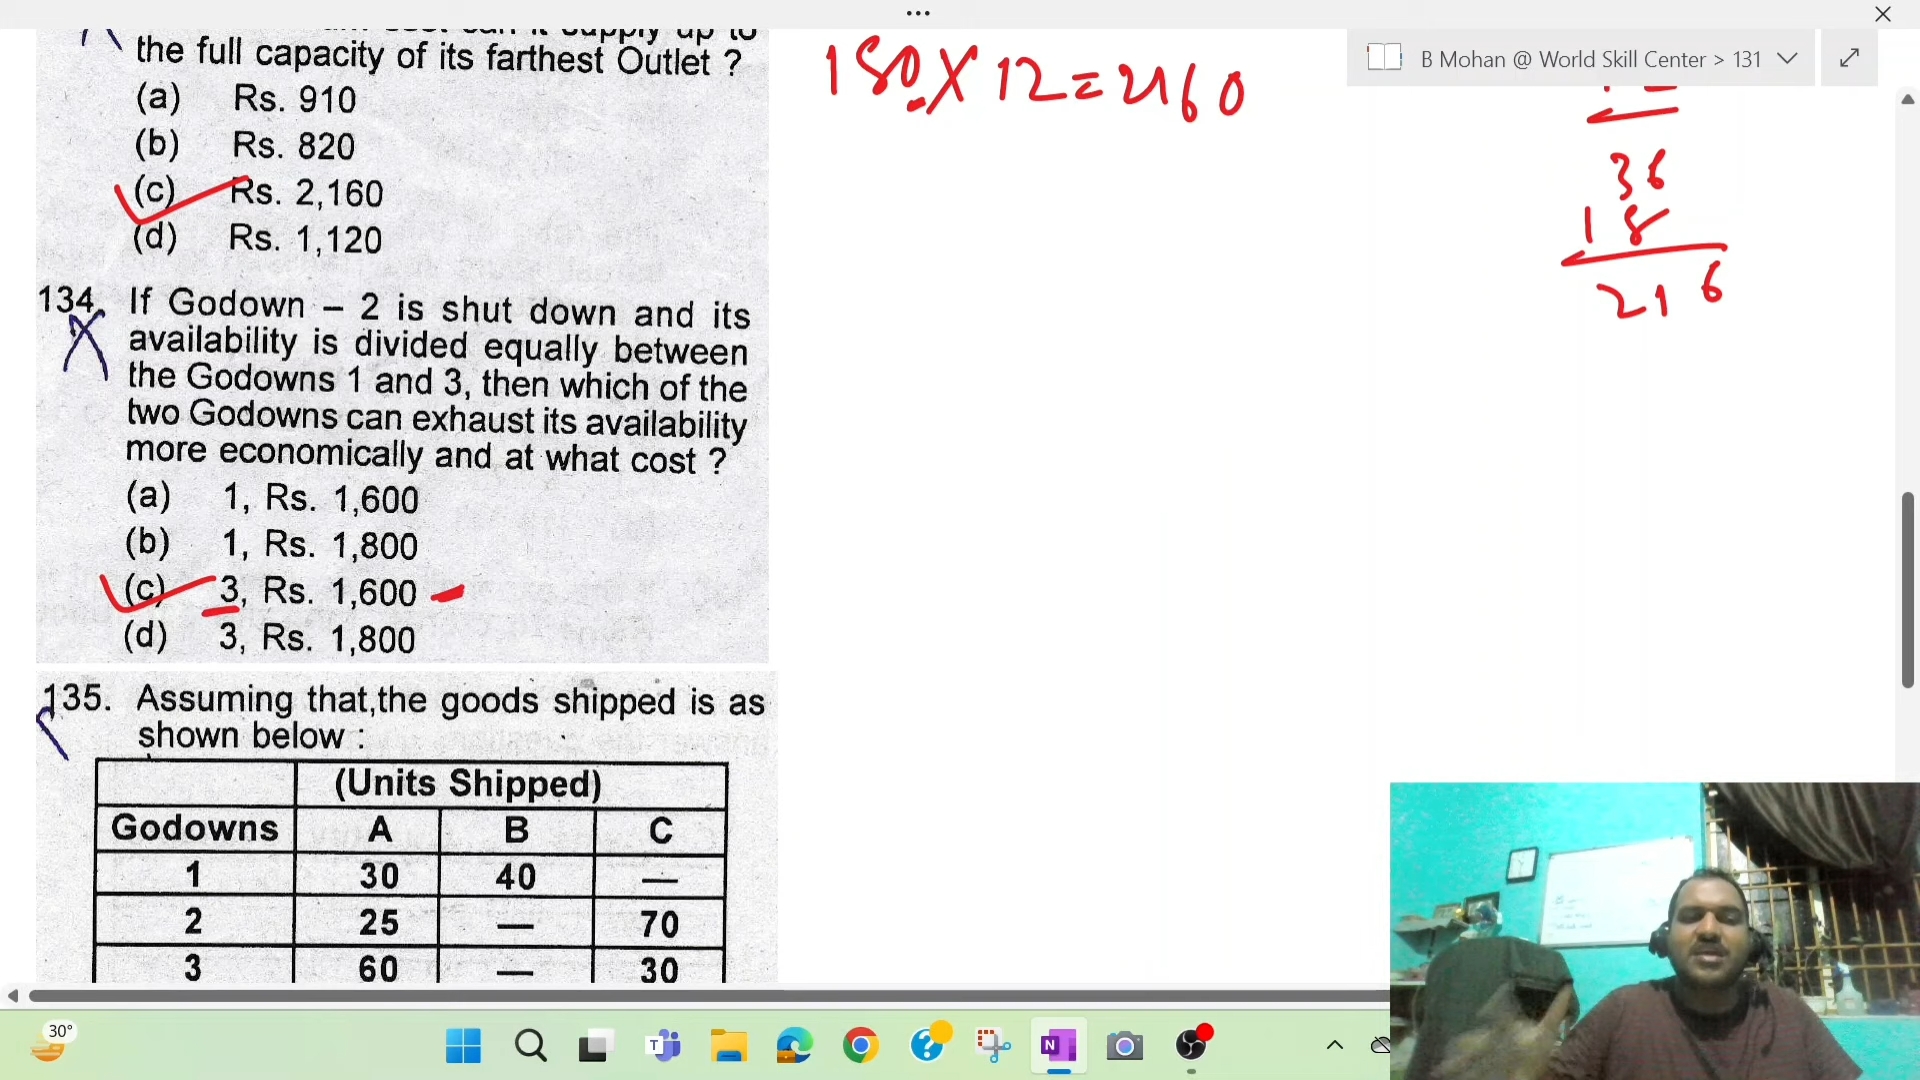 ...
B Mohan @ World Skill Center > 131
can it supply up to
the full capacity of its farthest Outlet ?
(a) Rs. 910
(b) Rs. 820
(c) Rs. 2,160
(d) Rs. 1,120
180 X 12 = 2160
36
18
216
134. If Godown – 2 is shut down and its
availability is divided equally between
the Godowns 1 and 3, then which of the
two Godowns can exhaust its availability
more economically and at what cost ?
(a) 1, Rs. 1,600
(b) 1, Rs. 1,800
(c) 3, Rs. 1,600
(d) 3, Rs. 1,800
135. Assuming that, the goods shipped is as
shown below :
(Units Shipped)
Godowns A B C
1 30 40 —
2 25 — 70
3 60 — 30
30°